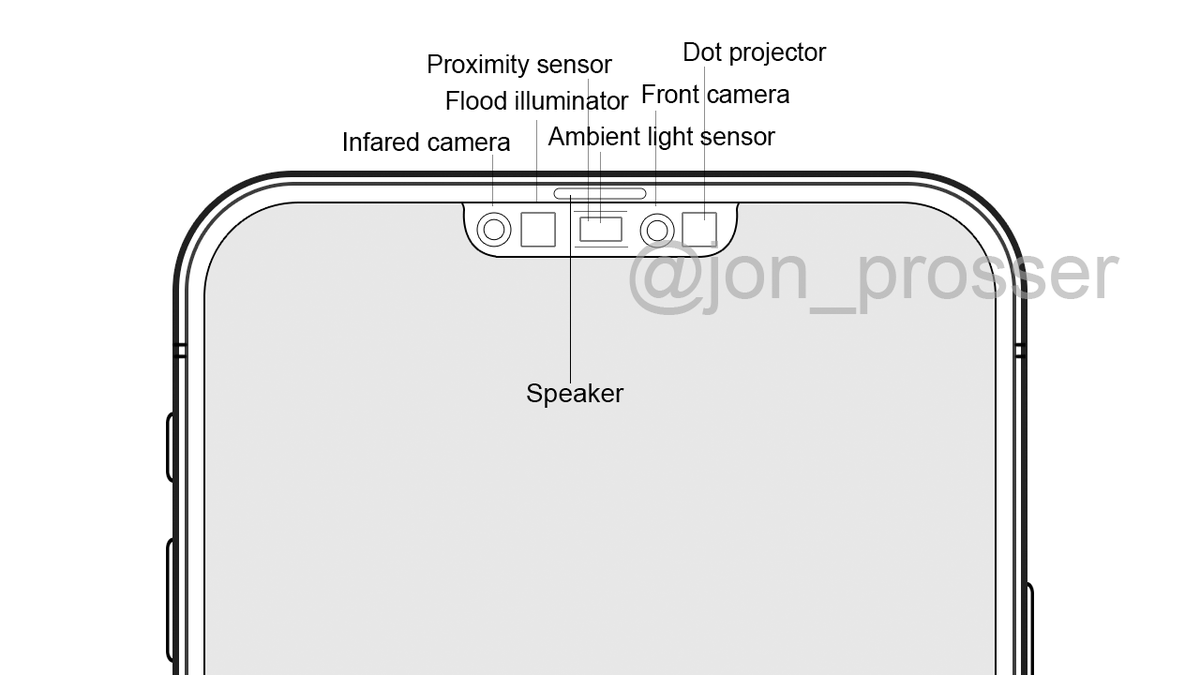 Dot projector
Proximity sensor
Front camera
Flood illuminator
Ambient light sensor
Infared camera
@jon_prosser
Speaker